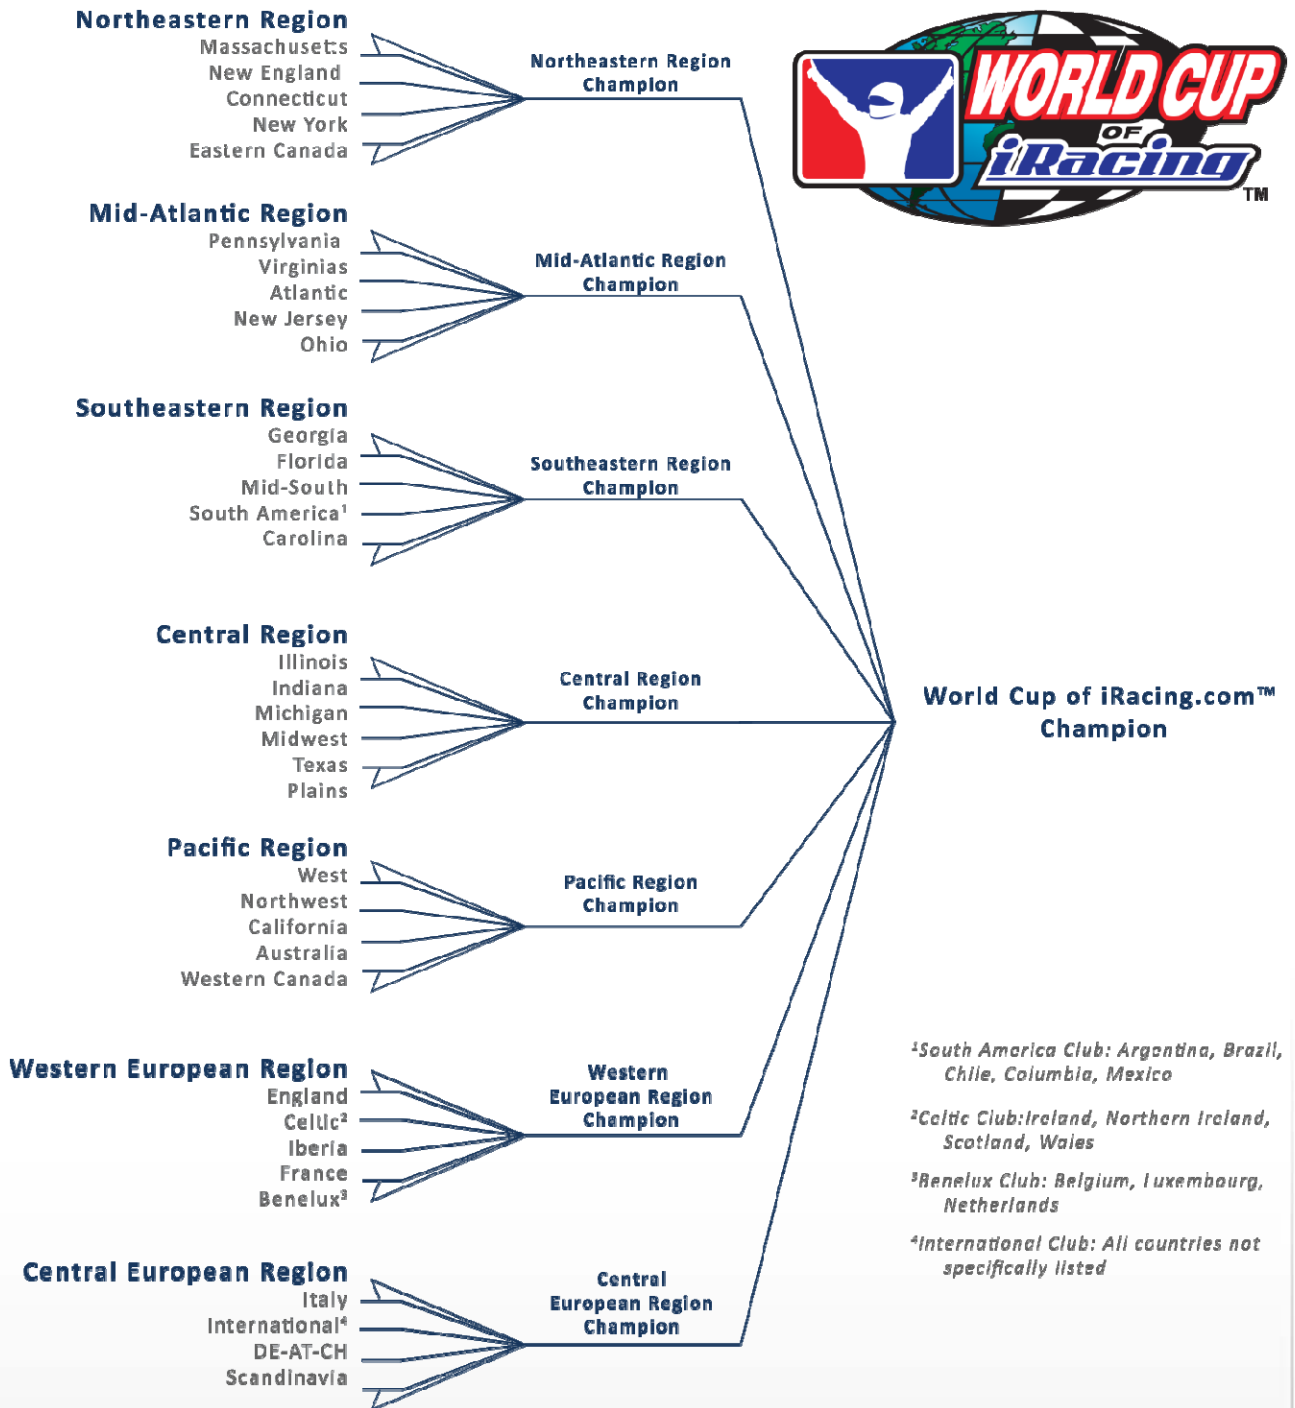 Northeastern Region
Massachusetts
New England
Connecticut
New York
Eastern Canada
Northeastern Region
Champion
WORLD CUP
OF
iRacing
TM
Mid-Atlantic Region
Pennsylvania
Virginias
Atlantic
New Jersey
Ohio
Mid-Atlantic Region
Champion
Southeastern Region
Georgia
Florida
Mid-South
South America¹
Carolina
Southeastern Region
Champion
Central Region
Illinois
Indiana
Michigan
Midwest
Texas
Plains
Central Region
Champion
World Cup of iRacing.com™
Champion
Pacific Region
West
Northwest
California
Australia
Western Canada
Pacific Region
Champion
Western European Region
England
Celtic²
Iberia
France
Benelux³
Western
European Region
Champion
Central European Region
Italy
International⁴
DE-AT-CH
Scandinavia
Central
European Region
Champion
¹South America Club: Argentina, Brazil,
Chile, Columbia, Mexico
²Celtic Club:Ireland, Northern Ireland,
Scotland, Wales
³Benelux Club: Belgium, Luxembourg,
Netherlands
⁴International Club: All countries not
specifically listed